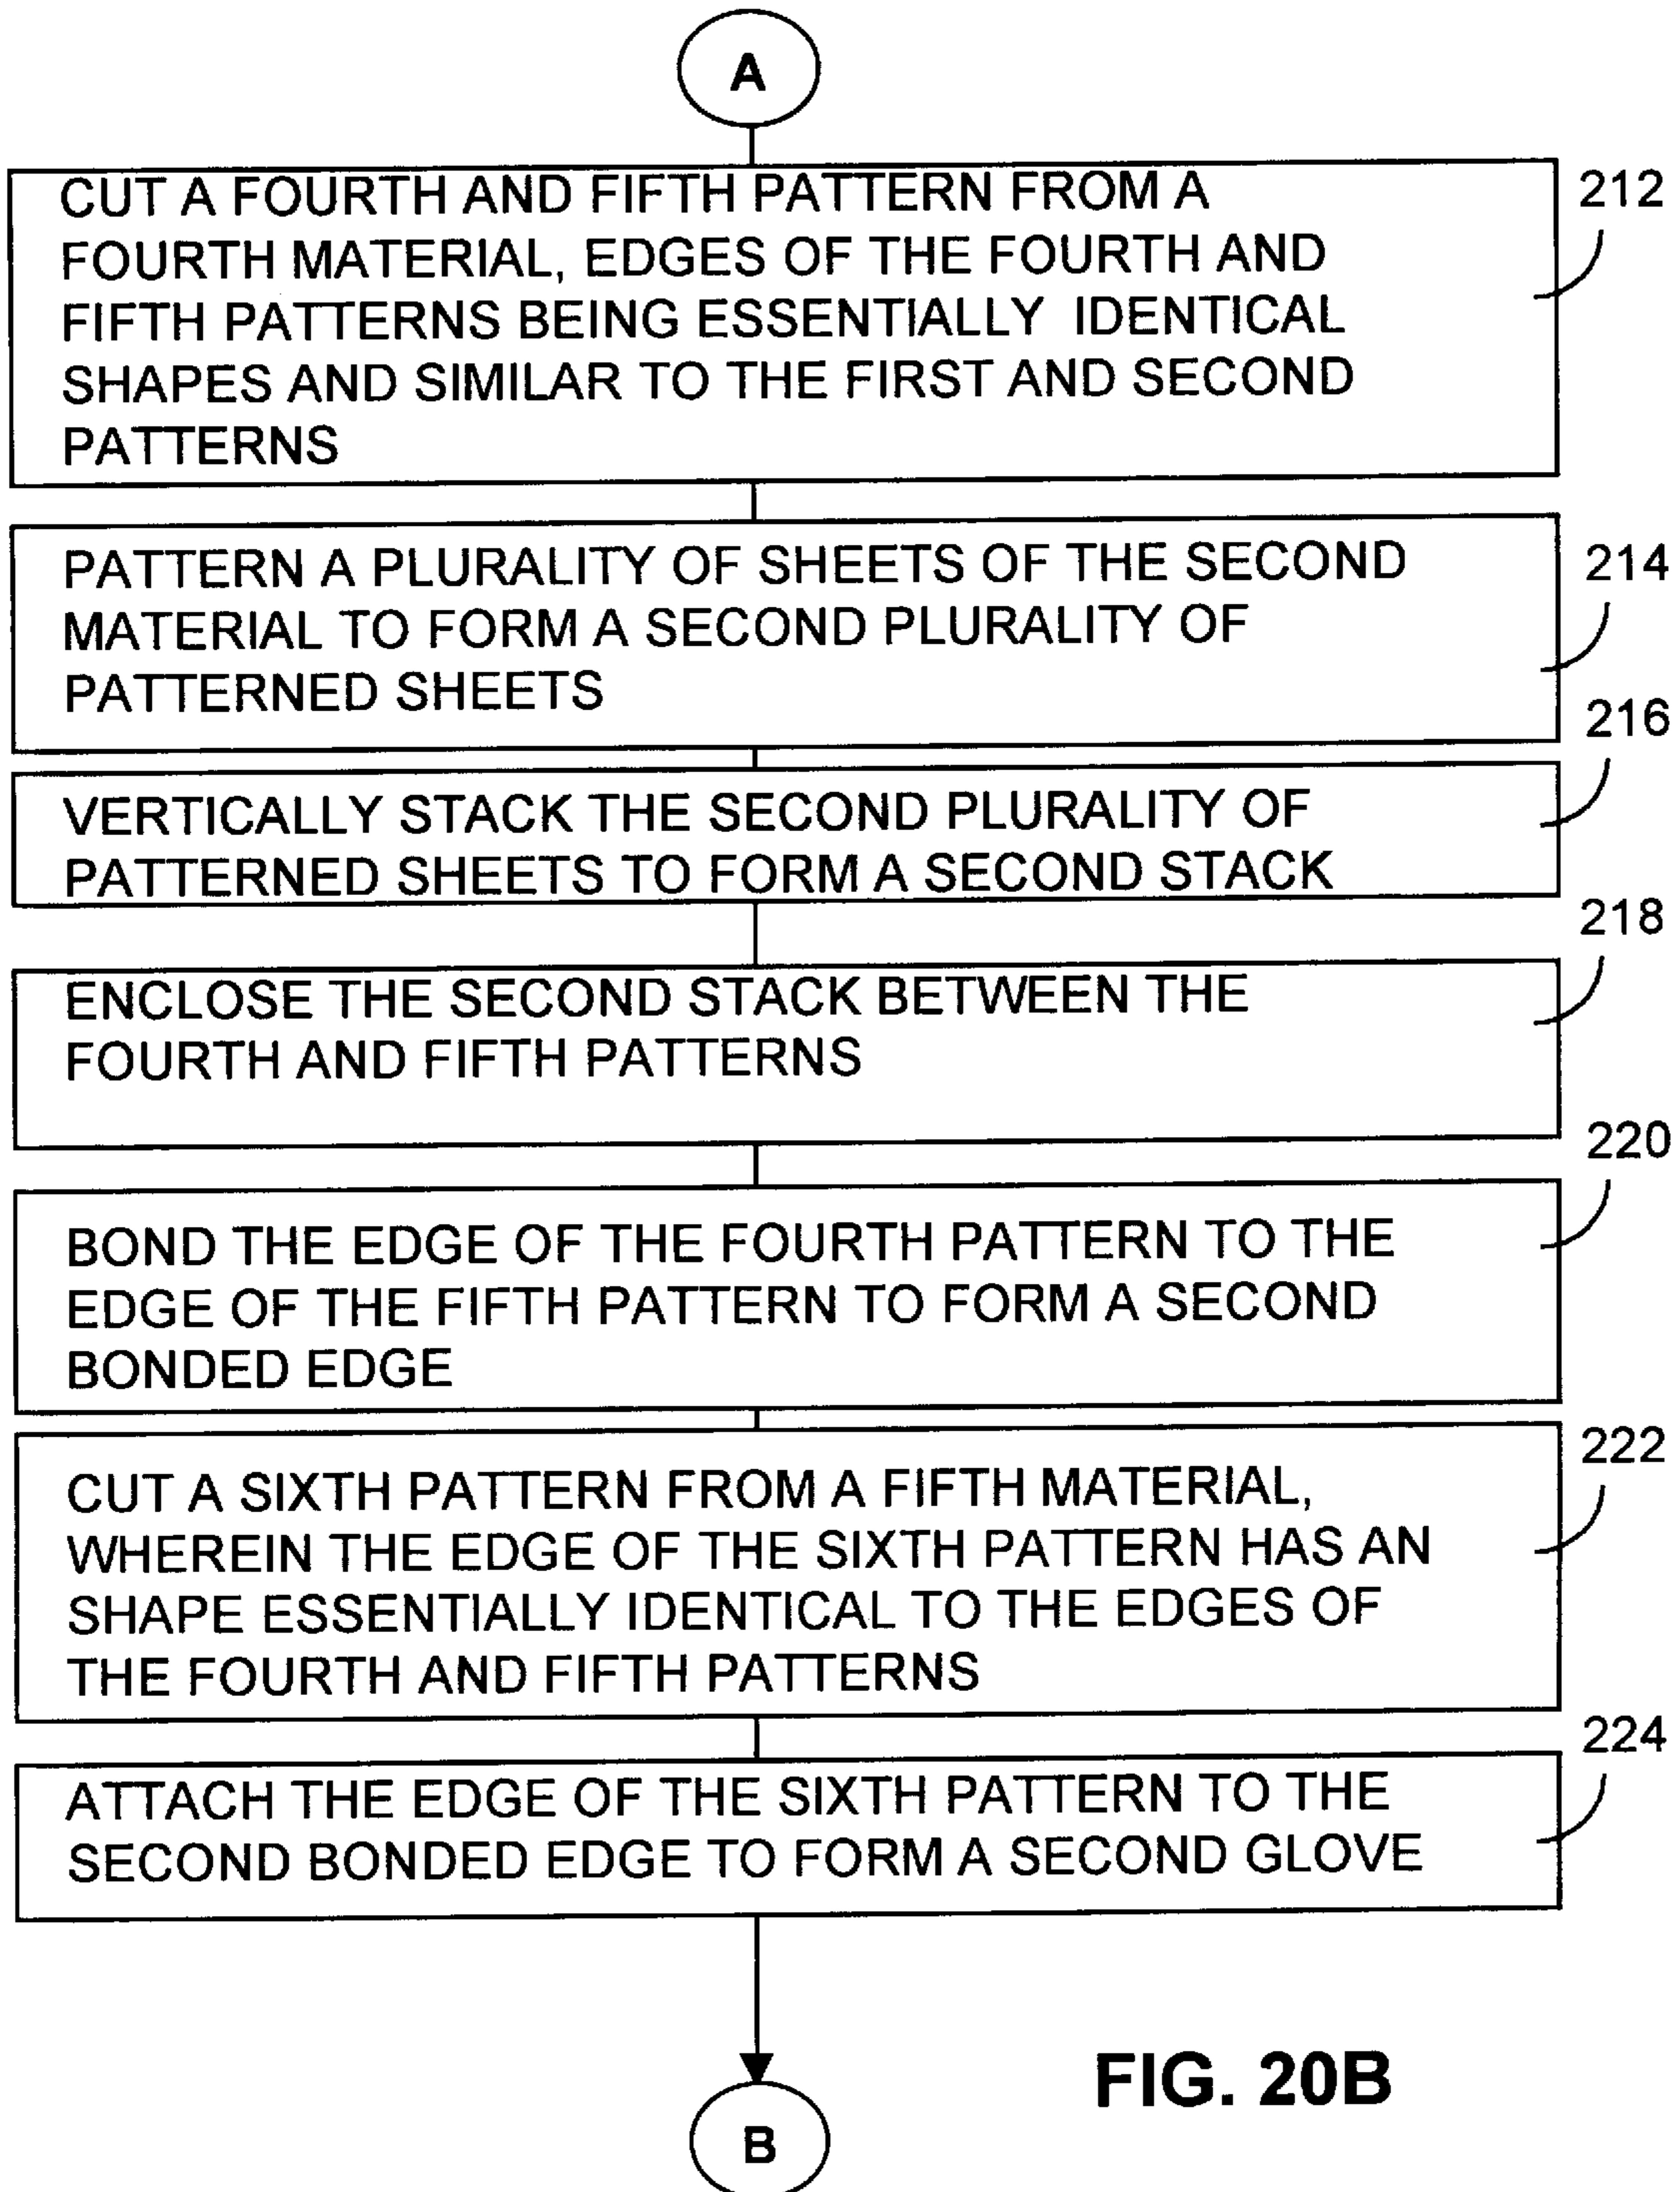 A
CUT A FOURTH AND FIFTH PATTERN FROM A
FOURTH MATERIAL, EDGES OF THE FOURTH AND
FIFTH PATTERNS BEING ESSENTIALLY IDENTICAL
SHAPES AND SIMILAR TO THE FIRST AND SECOND
PATTERNS
212
PATTERN A PLURALITY OF SHEETS OF THE SECOND
MATERIAL TO FORM A SECOND PLURALITY OF
PATTERNED SHEETS
214
VERTICALLY STACK THE SECOND PLURALITY OF
PATTERNED SHEETS TO FORM A SECOND STACK
216
ENCLOSE THE SECOND STACK BETWEEN THE
FOURTH AND FIFTH PATTERNS
218
BOND THE EDGE OF THE FOURTH PATTERN TO THE
EDGE OF THE FIFTH PATTERN TO FORM A SECOND
BONDED EDGE
220
CUT A SIXTH PATTERN FROM A FIFTH MATERIAL,
WHEREIN THE EDGE OF THE SIXTH PATTERN HAS AN
SHAPE ESSENTIALLY IDENTICAL TO THE EDGES OF
THE FOURTH AND FIFTH PATTERNS
222
ATTACH THE EDGE OF THE SIXTH PATTERN TO THE
SECOND BONDED EDGE TO FORM A SECOND GLOVE
224
B
FIG. 20B